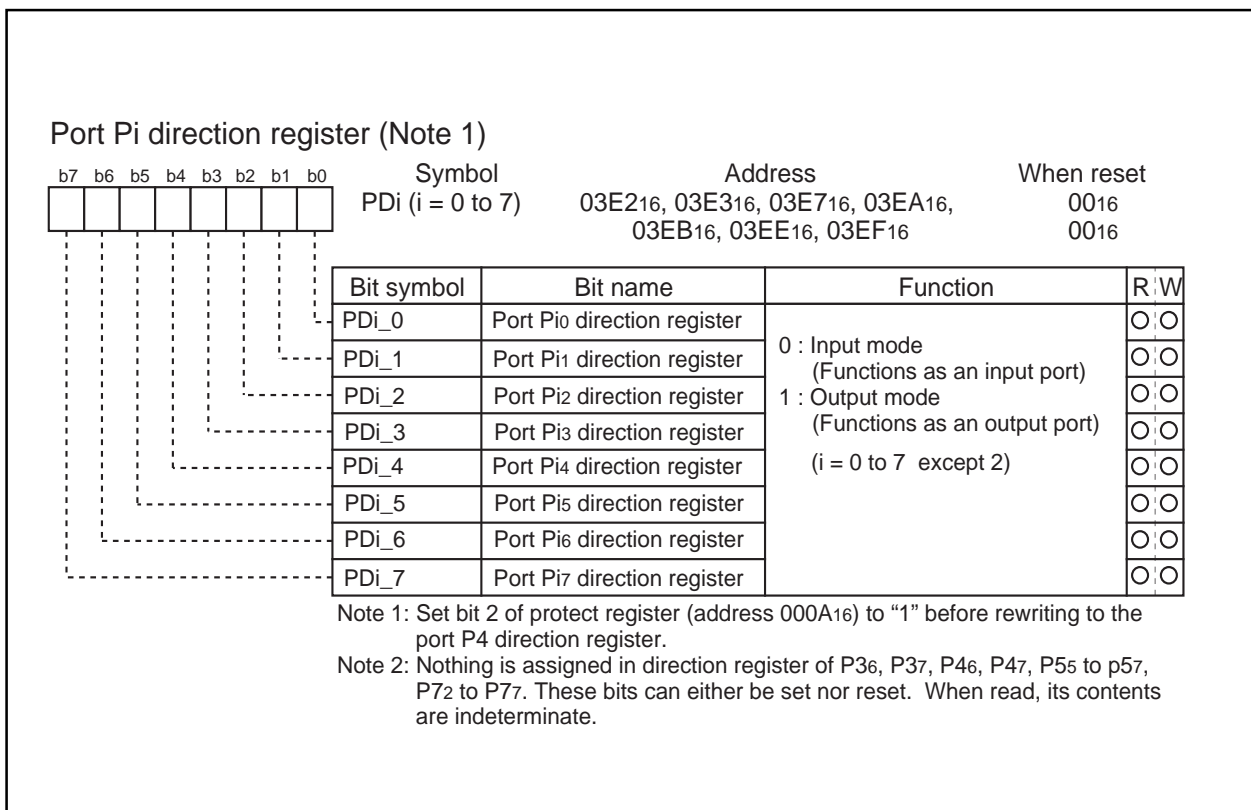 Port Pi direction register (Note 1)
b7 b6 b5 b4 b3 b2 b1 b0
Symbol Address When reset
PDi (i = 0 to 7) 03E216, 03E316, 03E716, 03EA16, 0016
03EB16, 03EE16, 03EF16 0016
Bit symbol Bit name Function R W
PDi_0 Port Pi0 direction register
PDi_1 Port Pi1 direction register
PDi_2 Port Pi2 direction register
PDi_3 Port Pi3 direction register
PDi_4 Port Pi4 direction register
PDi_5 Port Pi5 direction register
PDi_6 Port Pi6 direction register
PDi_7 Port Pi7 direction register
0 : Input mode
(Functions as an input port)
1 : Output mode
(Functions as an output port)
(i = 0 to 7 except 2)
Note 1: Set bit 2 of protect register (address 000A16) to “1” before rewriting to the
port P4 direction register.
Note 2: Nothing is assigned in direction register of P36, P37, P46, P47, P55 to p57,
P72 to P77. These bits can either be set nor reset. When read, its contents
are indeterminate.